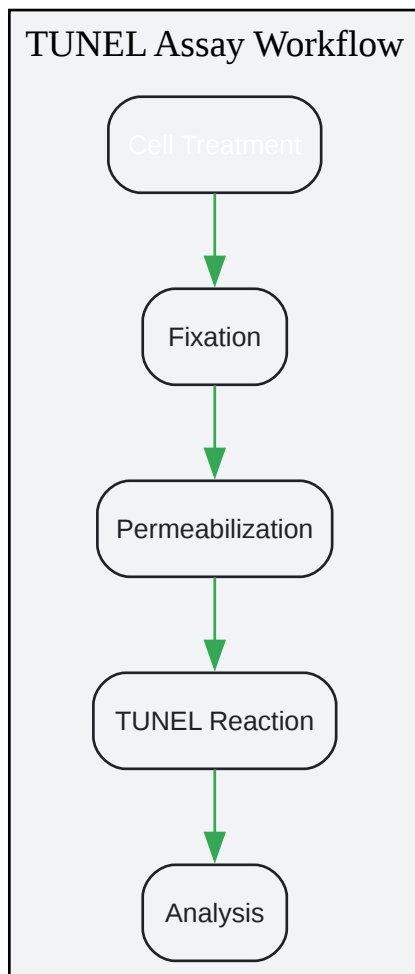 TUNEL Assay Workflow
Cell Treatment
Fixation
Permeabilization
TUNEL Reaction
Analysis